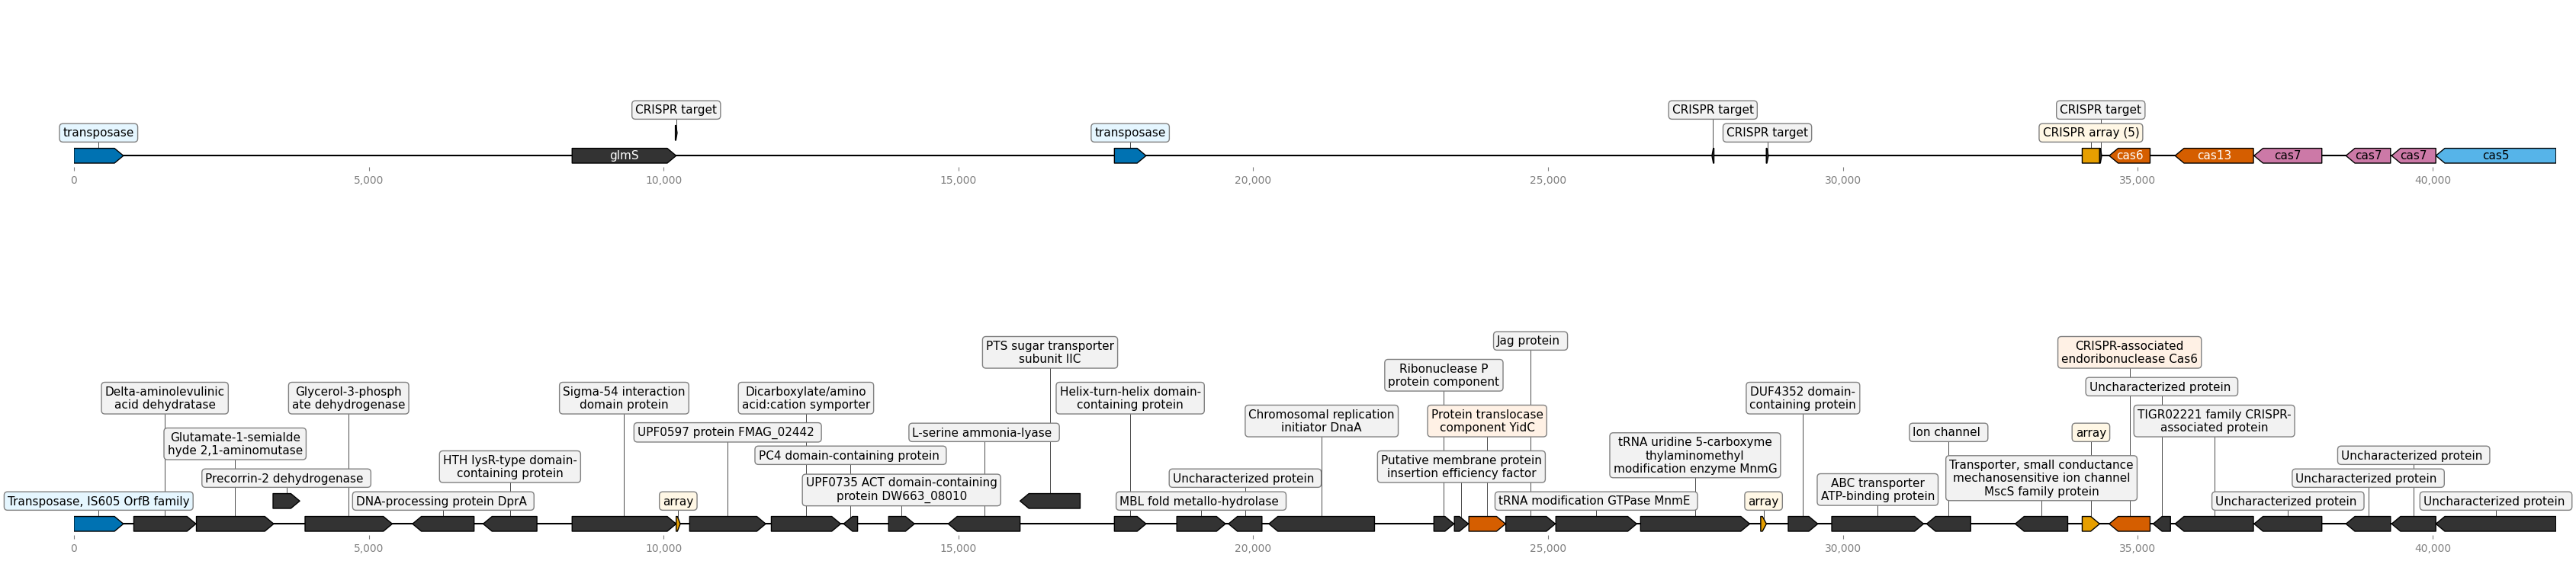 CRISPR target
CRISPR target
CRISPR target
transposase
transposase
CRISPR target
CRISPR array (5)
glmS
cas6
cas13
cas7
cas7
cas7
cas5
0
5,000
10,000
15,000
20,000
25,000
30,000
35,000
40,000
Jag protein
PTS sugar transporter
subunit IIC
CRISPR-associated
endoribonuclease Cas6
Ribonuclease P
protein component
Uncharacterized protein
Delta-aminolevulinic
acid dehydratase
Glycerol-3-phosph
ate dehydrogenase
Sigma-54 interaction
domain protein
Dicarboxylate/amino
acid:cation symporter
Helix-turn-helix domain-
containing protein
DUF4352 domain-
containing protein
Chromosomal replication
initiator DnaA
Protein translocase
component YidC
TIGR02221 family CRISPR-
associated protein
UPF0597 protein FMAG_02442
L-serine ammonia-lyase
Ion channel
array
Glutamate-1-semialde
hyde 2,1-aminomutase
PC4 domain-containing protein
tRNA uridine 5-carboxyme
thylaminomethyl
modification enzyme MnmG
Uncharacterized protein
HTH lysR-type domain-
containing protein
Putative membrane protein
insertion efficiency factor
Transporter, small conductance
mechanosensitive ion channel
MscS family protein
Precorrin-2 dehydrogenase
UPF0735 ACT domain-containing
protein DW663_08010
Uncharacterized protein
ABC transporter
ATP-binding protein
Uncharacterized protein
Transposase, IS605 OrfB family
DNA-processing protein DprA
array
MBL fold metallo-hydrolase
tRNA modification GTPase MnmE
array
Uncharacterized protein
Uncharacterized protein
0
5,000
10,000
15,000
20,000
25,000
30,000
35,000
40,000